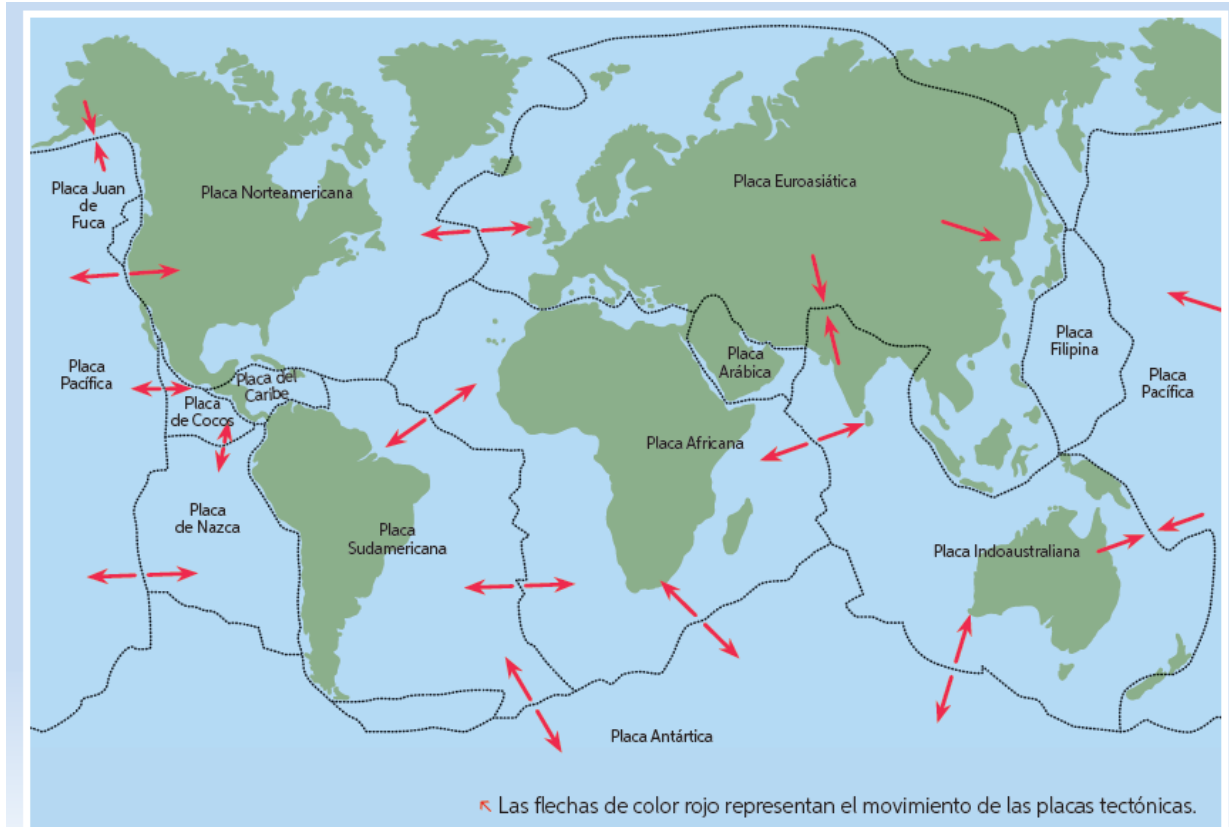 Placa Juan
de
Fuca
Placa Norteamericana
Placa Euroasiática
Placa
Pacífica
Placa
de Cocos
Placa del
Caribe
Placa
Arábica
Placa
Filipina
Placa
Pacífica
Placa Africana
Placa
de Nazca
Placa
Sudamericana
Placa Indoaustraliana
Placa Antártica
Las flechas de color rojo representan el movimiento de las placas tectónicas.